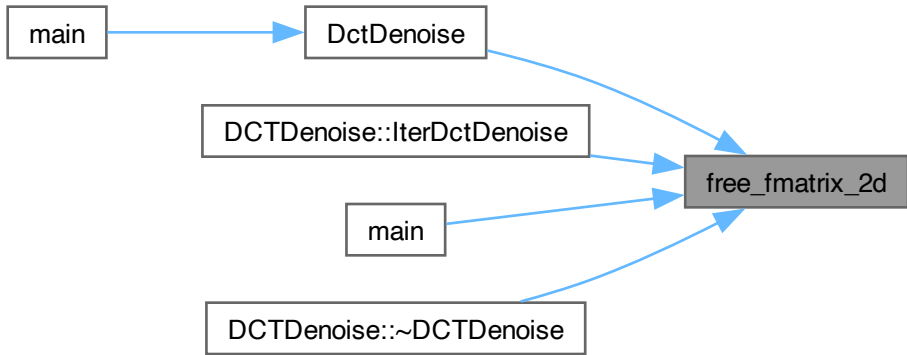 main
DctDenoise
DCTDenoise::IterDctDenoise
free_fmatrix_2d
main
DCTDenoise::~DCTDenoise